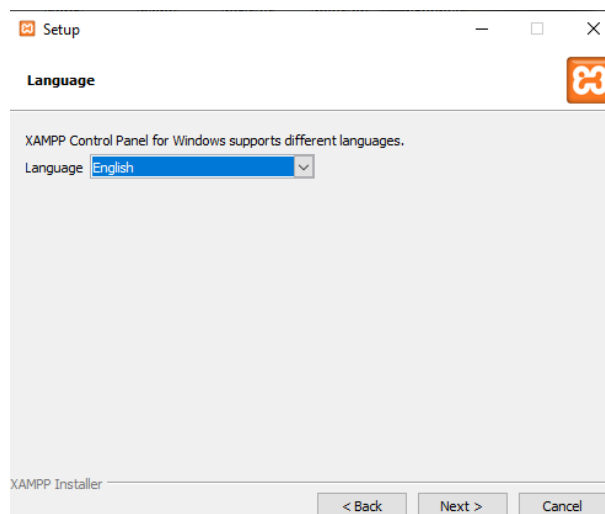 Setup
Language
XAMPP Control Panel for Windows supports different languages.
Language English
XAMPP Installer
< Back Next > Cancel